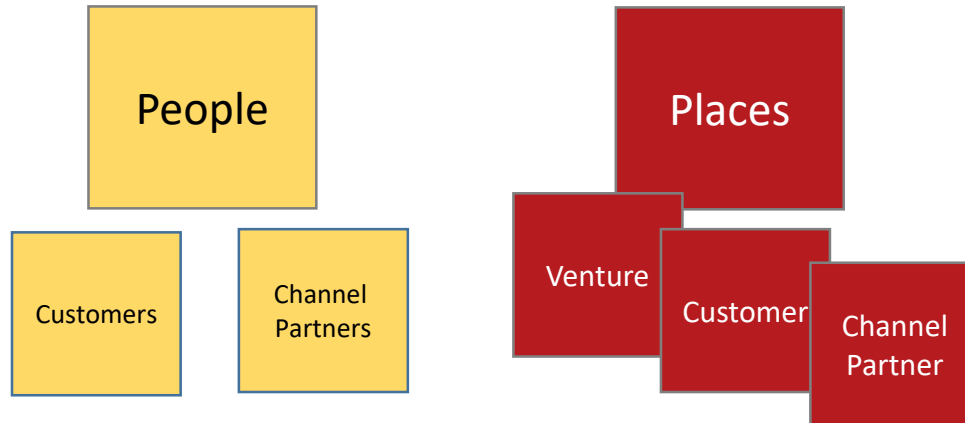 People
Places
Customers
Channel
Partners
Venture
Customer
Channel
Partner